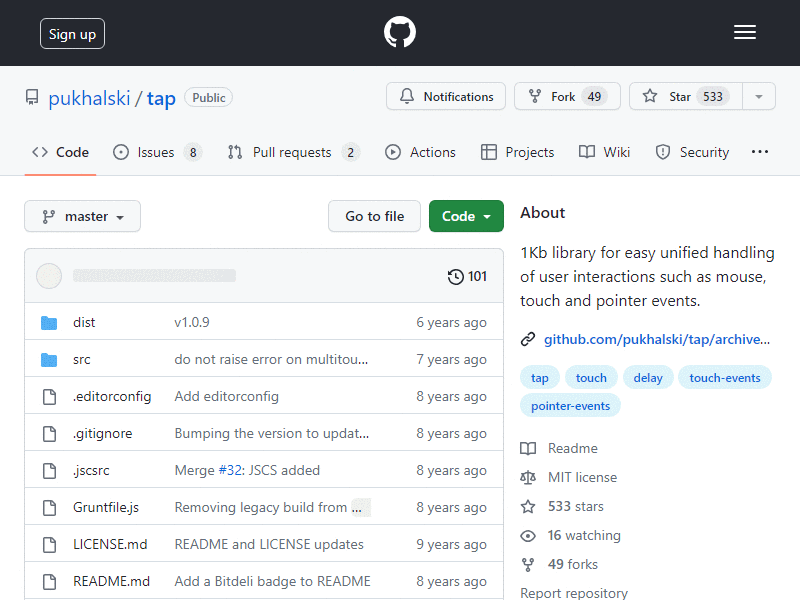 Sign up
pukhalski / tap Public
Notifications Fork 49 Star 533
Code Issues 8 Pull requests 2 Actions Projects Wiki Security
master Go to file Code
101
dist v1.0.9 6 years ago
src do not raise error on multitou... 7 years ago
.editorconfig Add editorconfig 8 years ago
.gitignore Bumping the version to updat... 8 years ago
.jscsrc Merge #32: JSCS added 8 years ago
Gruntfile.js Removing legacy build from ... 8 years ago
LICENSE.md README and LICENSE updates 9 years ago
README.md Add a Bitdeli badge to README 8 years ago
About
1Kb library for easy unified handling
of user interactions such as mouse,
touch and pointer events.
github.com/pukhalski/tap/archive...
tap touch delay touch-events
pointer-events
Readme
MIT license
533 stars
16 watching
49 forks
Report repository